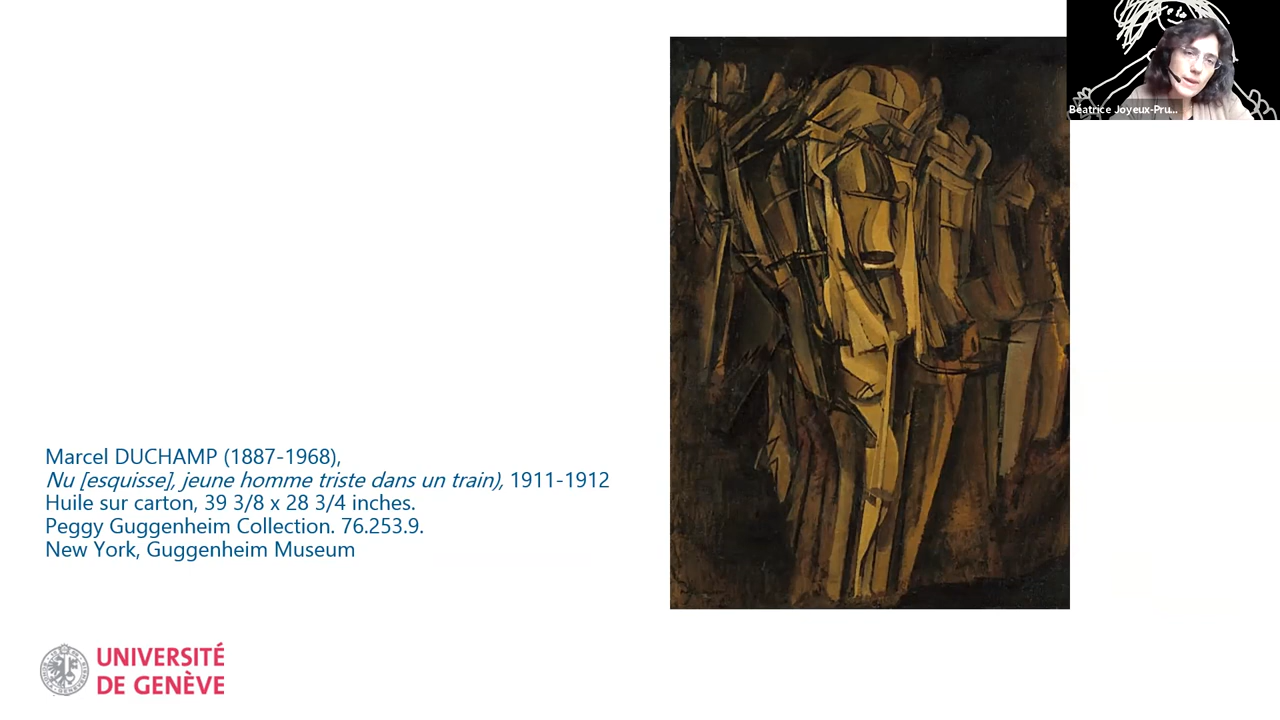 Béatrice Joyeux-Pru...
Marcel DUCHAMP (1887-1968),
Nu [esquisse], jeune homme triste dans un train), 1911-1912
Huile sur carton, 39 3/8 x 28 3/4 inches.
Peggy Guggenheim Collection. 76.253.9.
New York, Guggenheim Museum
UNIVERSITÉ
DE GENÈVE